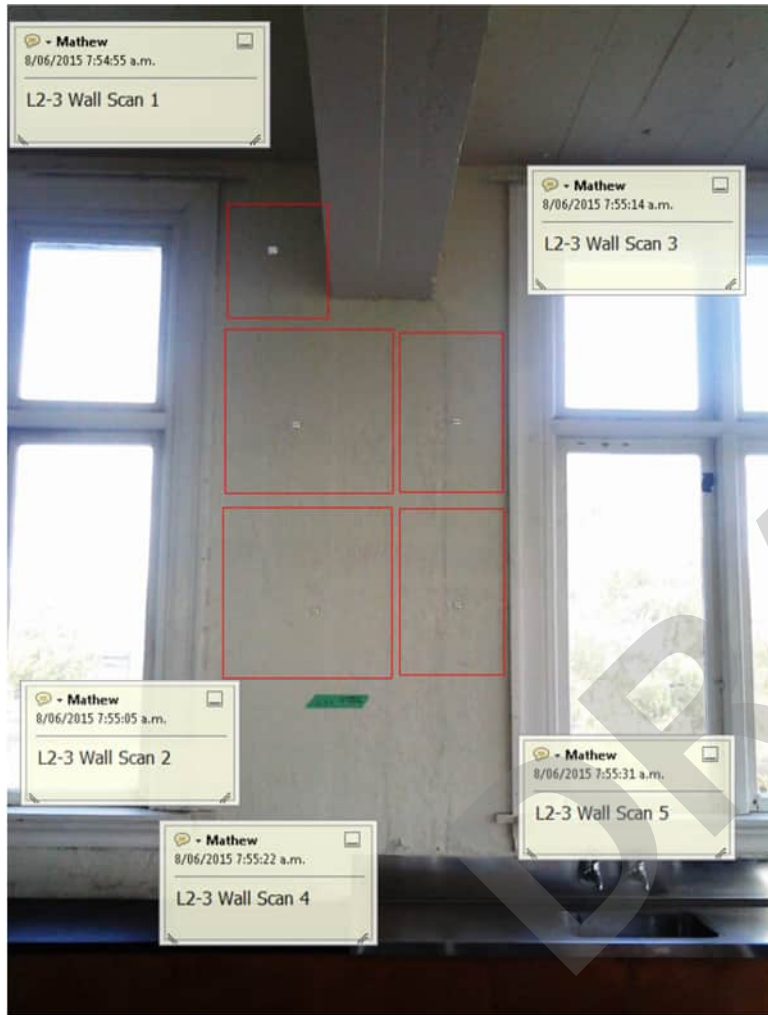 Mathew
8/06/2015 7:54:55 a.m.
L2-3 Wall Scan 1
Mathew
8/06/2015 7:55:14 a.m.
L2-3 Wall Scan 3
Mathew
8/06/2015 7:55:05 a.m.
L2-3 Wall Scan 2
Mathew
8/06/2015 7:55:31 a.m.
L2-3 Wall Scan 5
Mathew
8/06/2015 7:55:22 a.m.
L2-3 Wall Scan 4